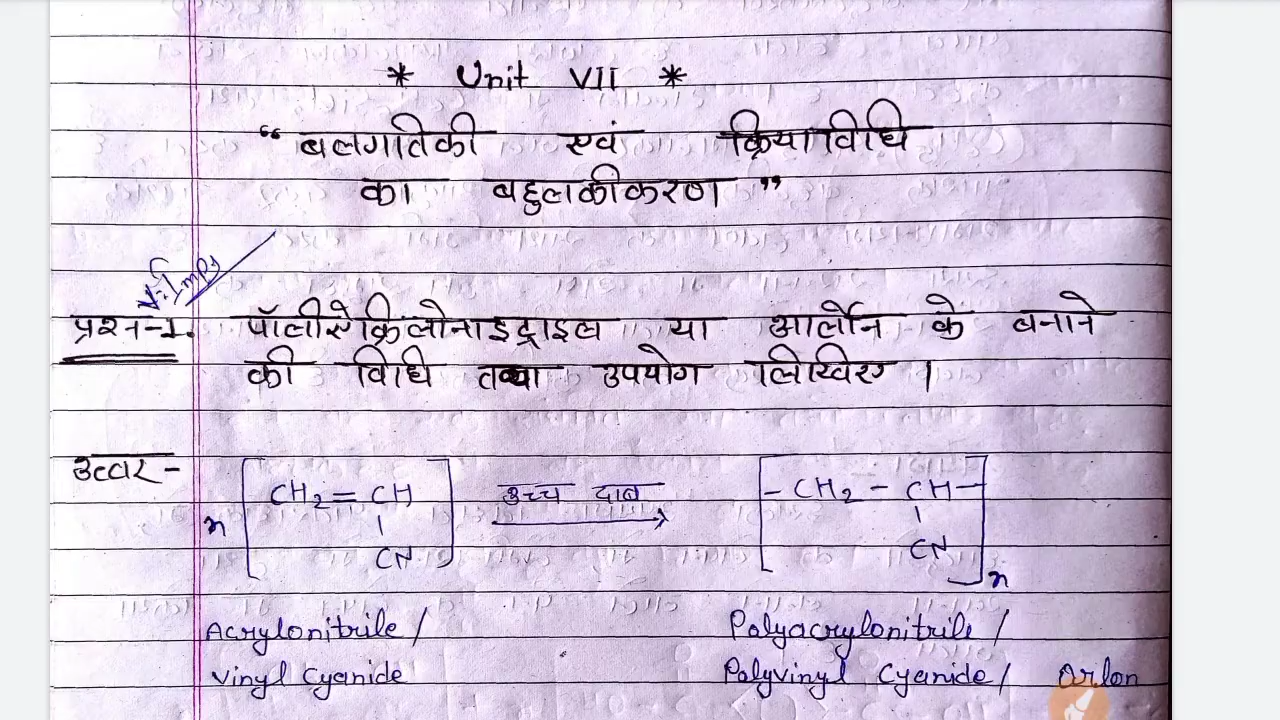 * Unit VII *
“ बलगतिकी एवं क्रियाविधि
का बहुलकीकरण ”
V.Imp
प्रश्न-1. पॉलीऐक्रिलोनाइट्राइल या आर्लोन के बनाने
की विधि तथा उपयोग लिखिए ।
उत्तर - n [ CH2 = CH उच्च दाब → [ - CH2 - CH - ]n
CN CN
Acrylonitrile / Polyacrylonitrile /
Vinyl Cyanide Polyvinyl Cyanide / Orlon